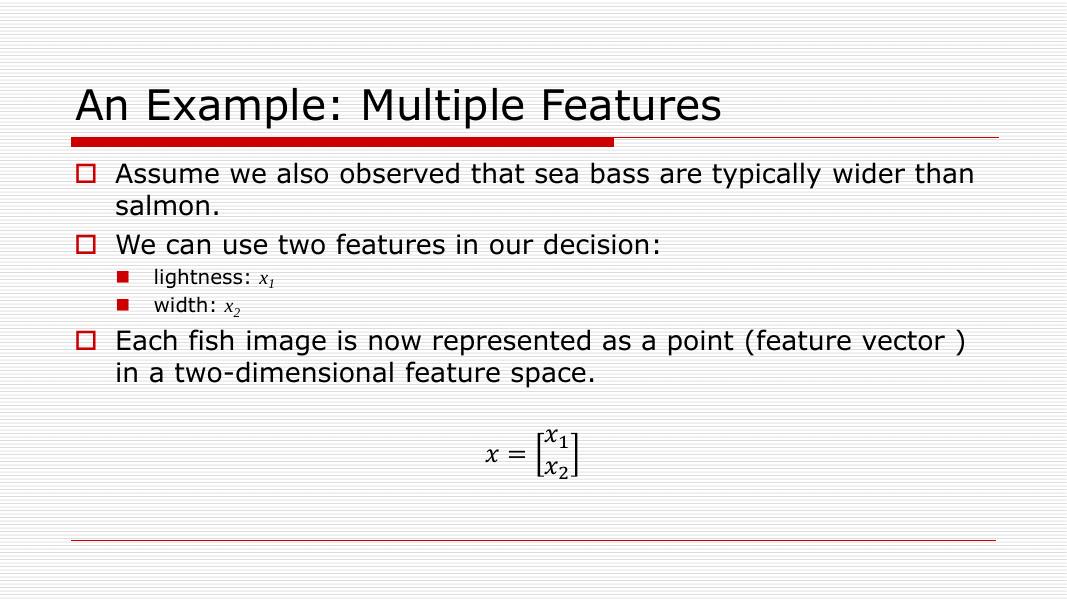 An Example: Multiple Features
Assume we also observed that sea bass are typically wider than
salmon.
We can use two features in our decision:
lightness: x₁
width: x₂
Each fish image is now represented as a point (feature vector )
in a two-dimensional feature space.
x = [x₁
x₂]